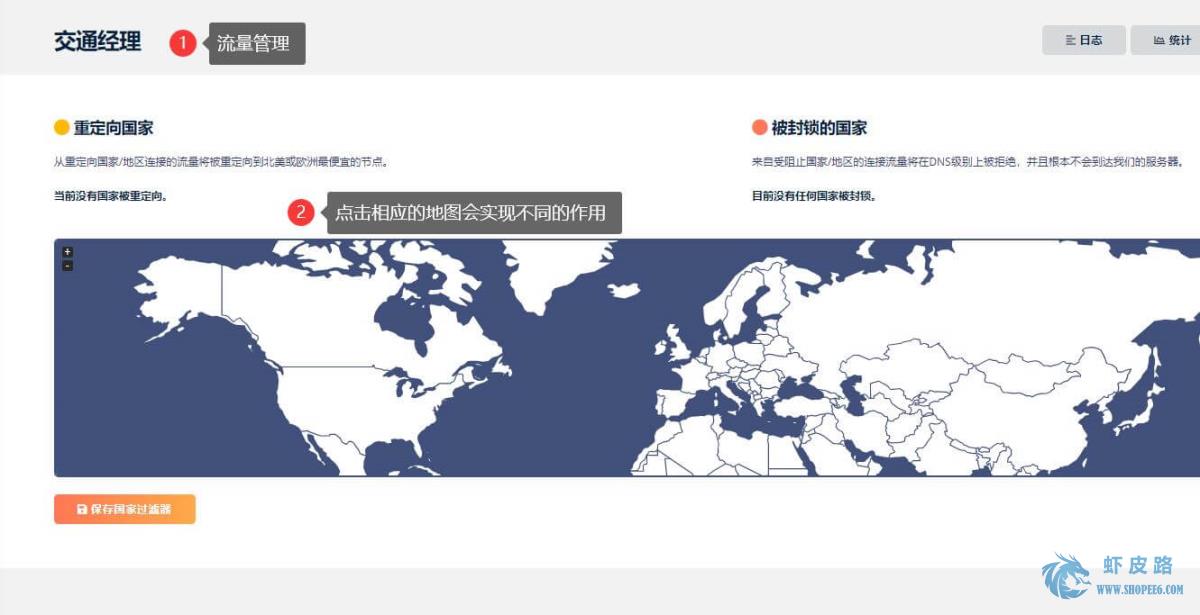 交通经理
1
流量管理
日志
统计
重定向国家
被封锁的国家
从重定向国家/地区连接的流量将被重定向到北美或欧洲最便宜的节点。
来自受阻止国家/地区的连接流量将在DNS级别上被拒绝，并且根本不会到达我们的服务器。
当前没有国家被重定向。
目前没有任何国家被封锁。
2
点击相应的地图会实现不同的作用
+
-
保存国家过滤器
虾皮路
WWW.SHOPEE6.COM